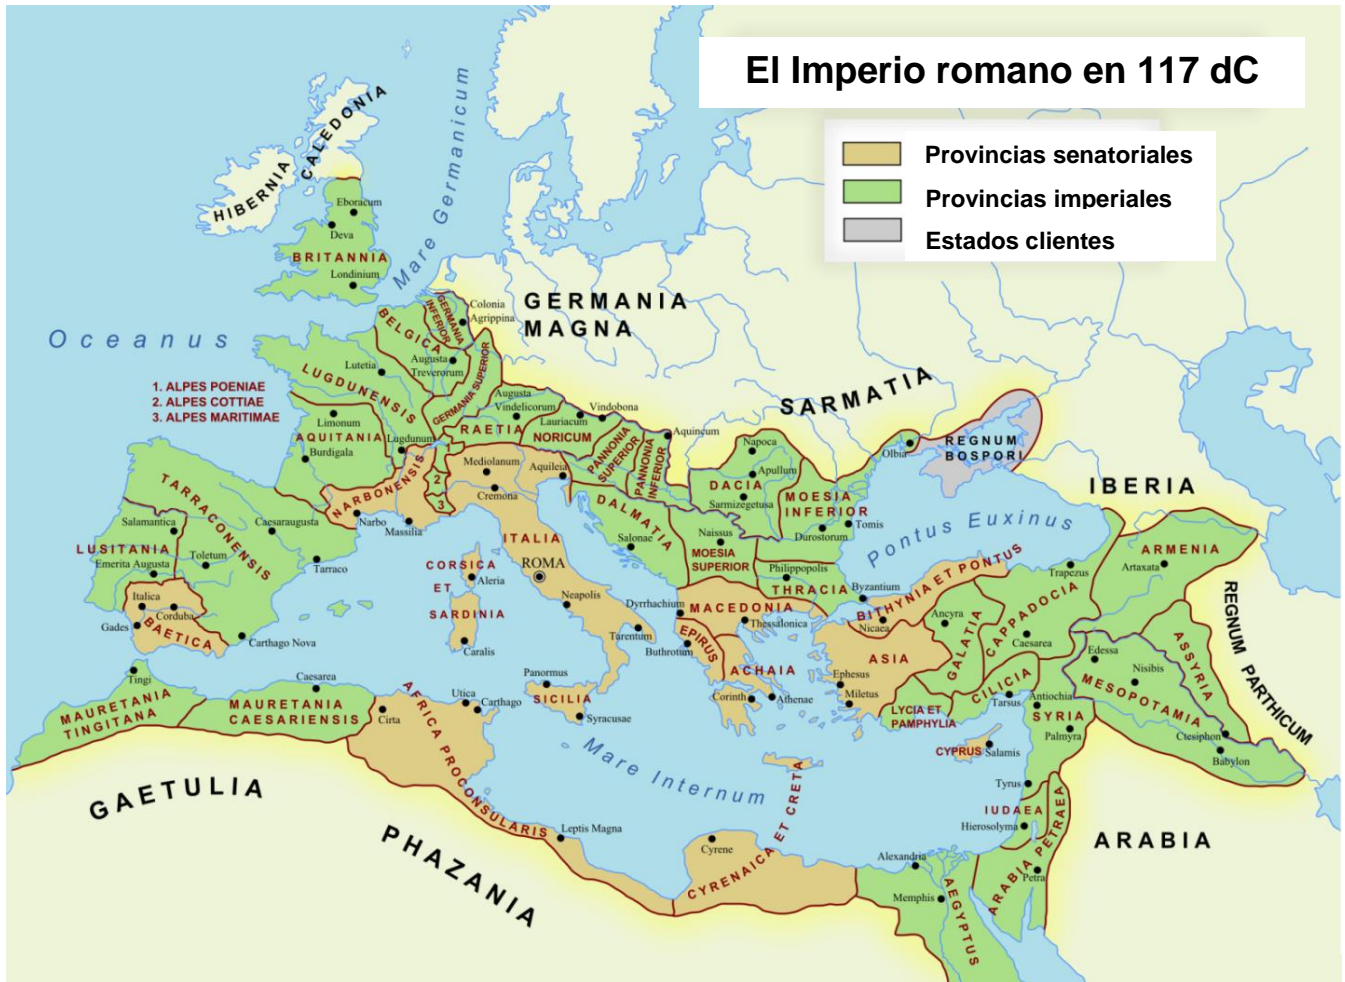 El Imperio romano en 117 dC
Provincias senatoriales
Provincias imperiales
Estados clientes
HIBERNIA
CALEDONIA
Mare Germanicum
Eboracum
Deva
BRITANNIA
Londinium
Oceanus
GERMANIA
MAGNA
SARMATIA
1. ALPES POENIAE
2. ALPES COTTIAE
3. ALPES MARITIMAE
BELGICA
GERMANIA
INFERIOR
Colonia
Agrippina
Augusta
Treverorum
Lutetia
LUGDUNENSIS
GERMANIA SUPERIOR
Limonum
AQUITANIA
Burdigala
Lugdunum
NARBONENSIS
Narbo
Massilia
1
2
3
Augusta
Vindelicorum
RAETIA
Lauriacum
NORICUM
Vindobona
PANNONIA
SUPERIOR
PANNONIA
INFERIOR
Aquincum
Mediolanum
Cremona
Aquileia
ITALIA
ROMA
Neapolis
Tarentum
DALMATIA
Salonae
Napoca
Apullum
DACIA
Sarmizegetusa
MOESIA
INFERIOR
Tomis
Durostorum
Naissus
MOESIA
SUPERIOR
Olbia
REGNUM
BOSPORI
IBERIA
Pontus Euxinus
TARRACONENSIS
Salamantica
Caesaraugusta
LUSITANIA
Toletum
Emerita Augusta
Tarraco
Italica
Corduba
Gades
BAETICA
Carthago Nova
CORSICA
ET
SARDINIA
Aleria
Caralis
Philippopolis
THRACIA
Byzantium
Dyrrhachium
MACEDONIA
Thessalonica
EPIRUS
Buthrotum
ACHAIA
Corinth
Athenae
BITHYNIA ET PONTUS
Nicaea
Trapezus
Ancyra
GALATIA
CAPPADOCIA
Caesarea
ASIA
Ephesus
Miletus
LYCIA ET
PAMPHYLIA
CILICIA
Tarsus
ARMENIA
Artaxata
REGNUM PARTHICUM
ASSYRIA
Edessa
Nisibis
MESOPOTAMIA
Ctesiphon
Babylon
Antiochia
SYRIA
Palmyra
CYPRUS
Salamis
Tyrus
IUDAEA
Hierosolyma
ARABIA PETRAEA
Petra
ARABIA
Tingi
MAURETANIA
TINGITANA
Caesarea
MAURETANIA
CAESARIENSIS
Cirta
Utica
Carthago
AFRICA PROCONSULARIS
Panormus
SICILIA
Syracusae
Mare Internum
GAETULIA
PHAZANIA
Leptis Magna
Cyrene
CYRENAICA ET CRETA
Alexandria
Memphis
AEGYPTUS